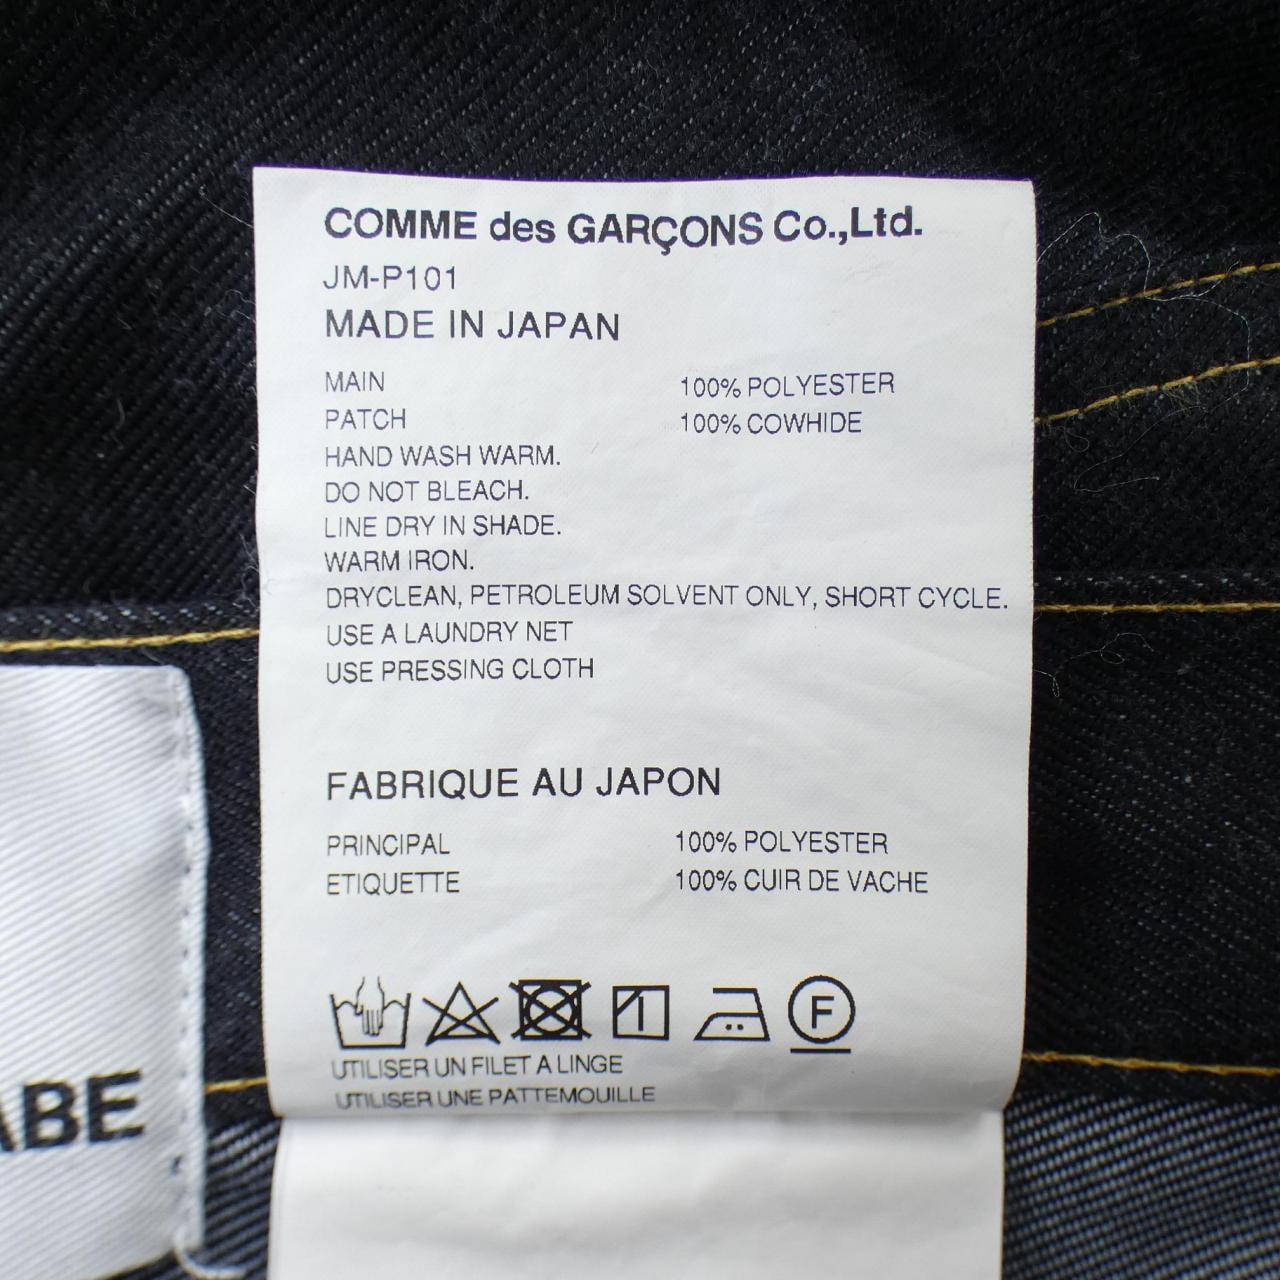 COMME des GARÇONS Co.,Ltd.
JM-P101
MADE IN JAPAN
MAIN 100% POLYESTER
PATCH 100% COWHIDE
HAND WASH WARM.
DO NOT BLEACH.
LINE DRY IN SHADE.
WARM IRON.
DRYCLEAN, PETROLEUM SOLVENT ONLY, SHORT CYCLE.
USE A LAUNDRY NET
USE PRESSING CLOTH
FABRIQUE AU JAPON
PRINCIPAL 100% POLYESTER
ETIQUETTE 100% CUIR DE VACHE
F
UTILISER UN FILET A LINGE
UTILISER UNE PATTEMOUILLE
ABE